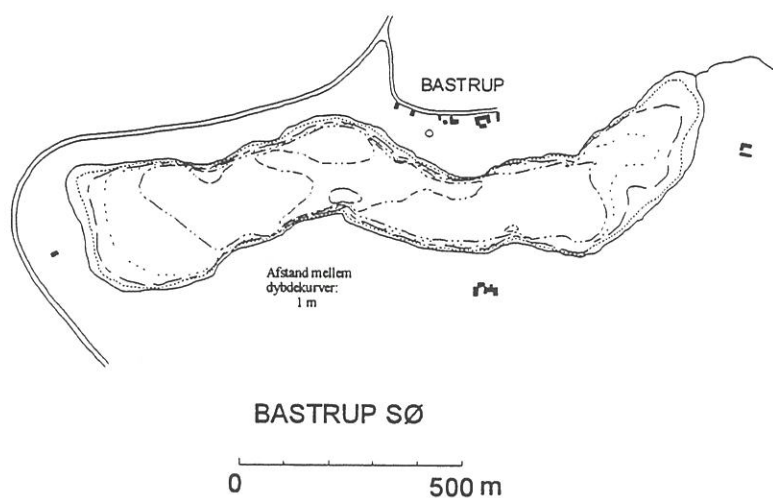 BASTRUP
Afstand mellem
dybdekurver:
1 m
BASTRUP SØ
0 500 m